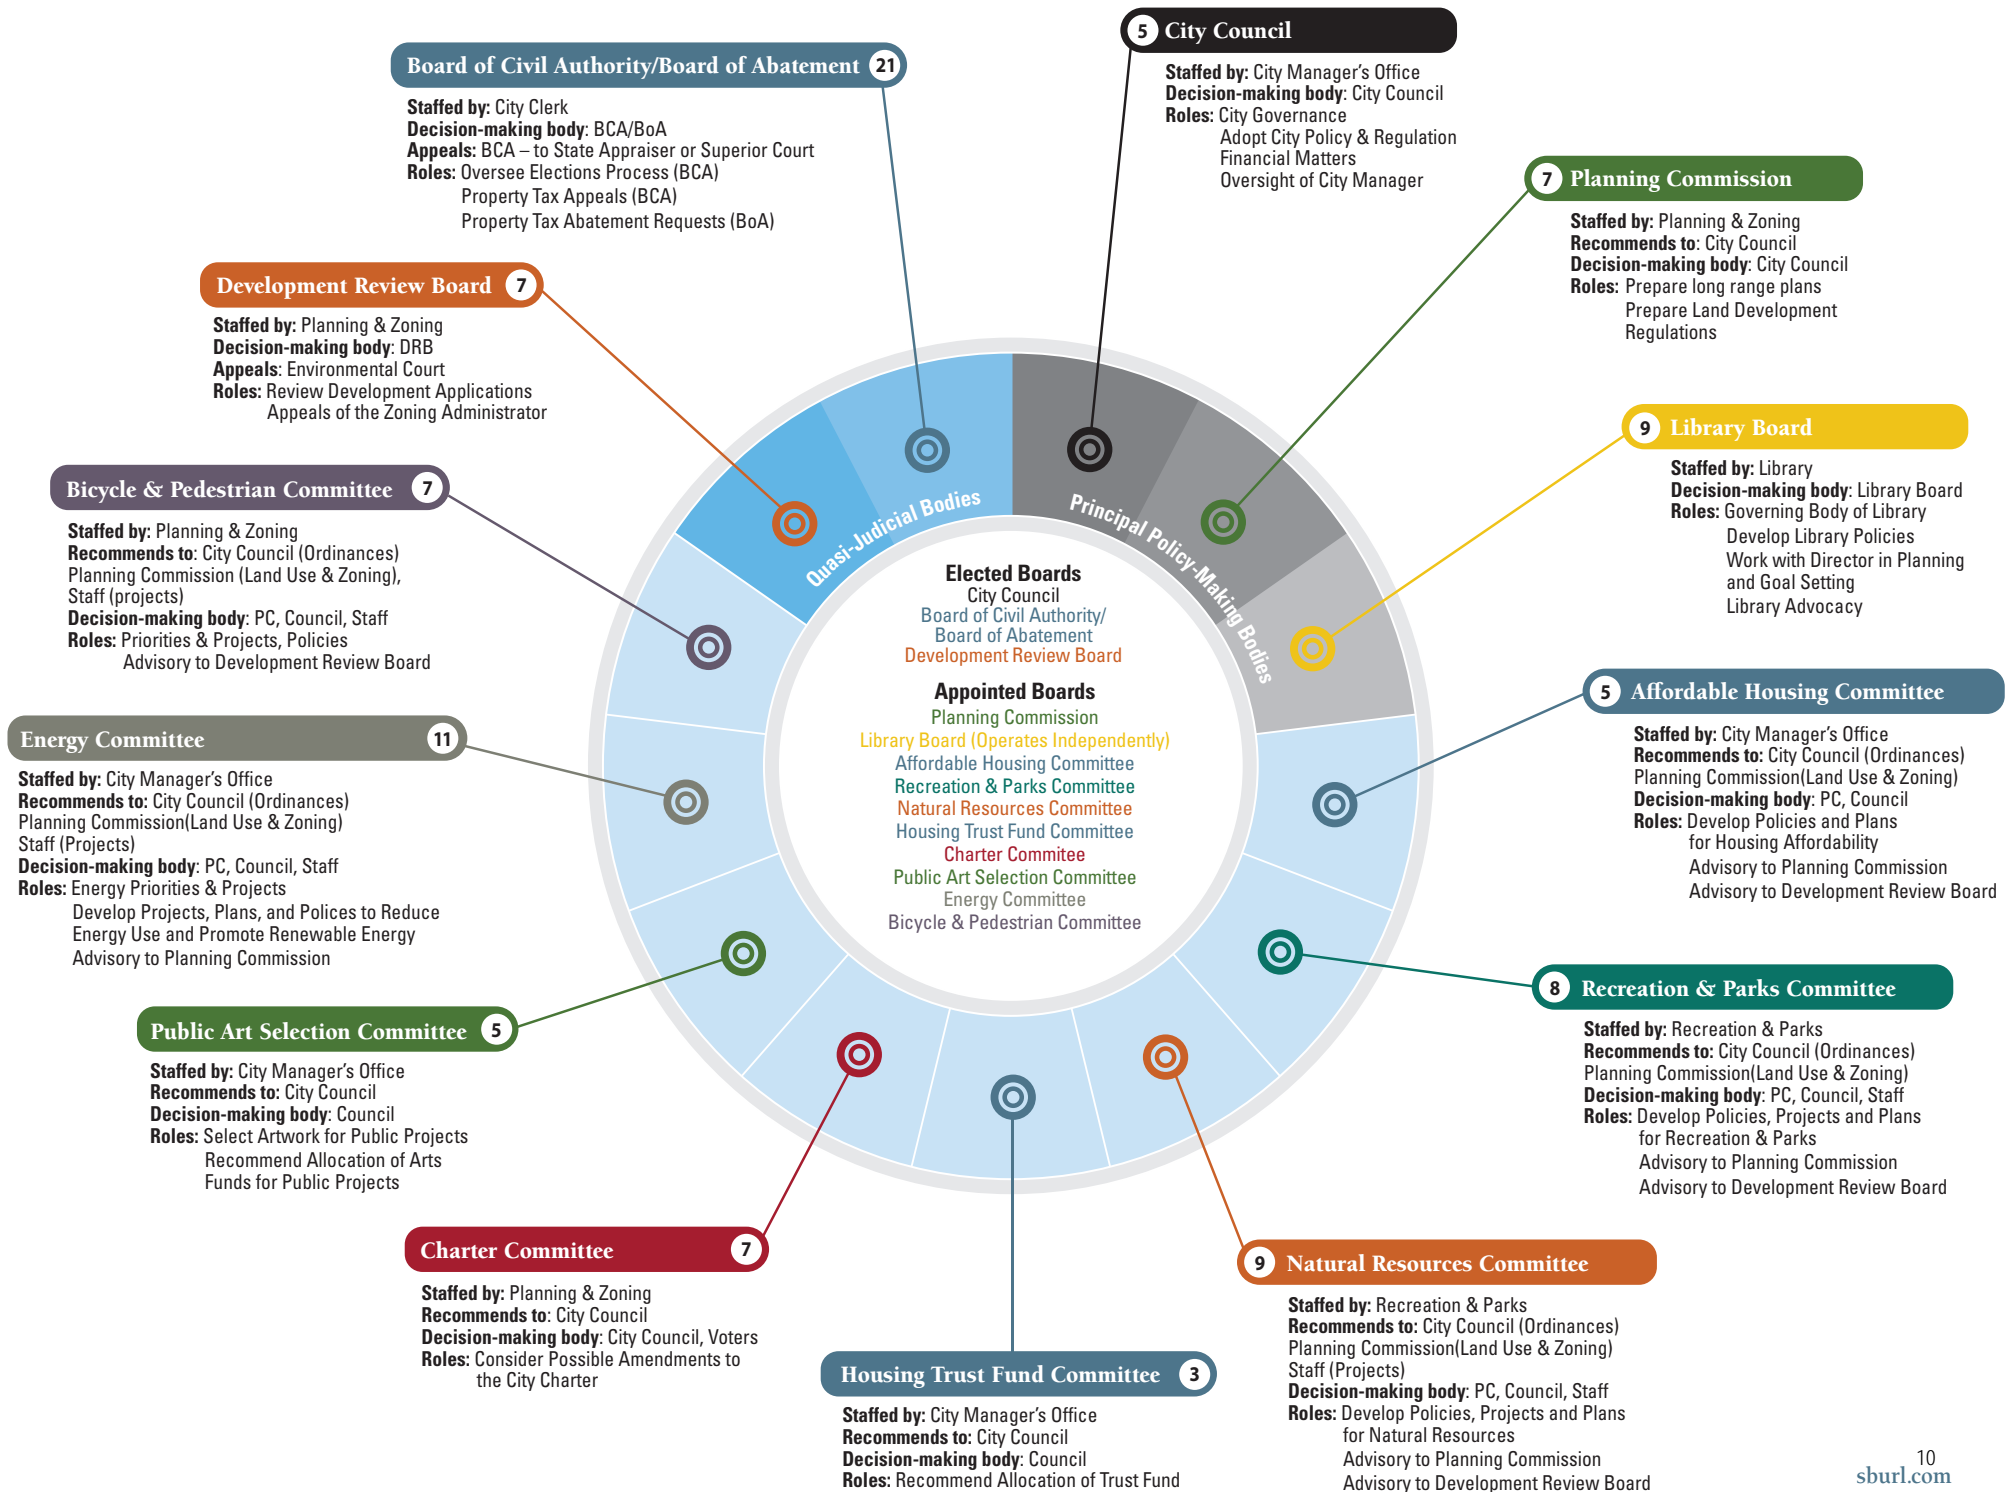 5 City Council
Staffed by: City Manager's Office
Decision-making body: City Council
Roles: City Governance
Adopt City Policy & Regulation
Financial Matters
Oversight of City Manager
7 Planning Commission
Staffed by: Planning & Zoning
Recommends to: City Council
Decision-making body: City Council
Roles: Prepare long range plans
Prepare Land Development
Regulations
9 Library Board
Staffed by: Library
Decision-making body: Library Board
Roles: Governing Body of Library
Develop Library Policies
Work with Director in Planning
and Goal Setting
Library Advocacy
5 Affordable Housing Committee
Staffed by: City Manager's Office
Recommends to: City Council (Ordinances)
Planning Commission(Land Use & Zoning)
Decision-making body: PC, Council
Roles: Develop Policies and Plans
for Housing Affordability
Advisory to Planning Commission
Advisory to Development Review Board
8 Recreation & Parks Committee
Staffed by: Recreation & Parks
Recommends to: City Council (Ordinances)
Planning Commission(Land Use & Zoning)
Decision-making body: PC, Council, Staff
Roles: Develop Policies, Projects and Plans
for Recreation & Parks
Advisory to Planning Commission
Advisory to Development Review Board
9 Natural Resources Committee
Staffed by: Recreation & Parks
Recommends to: City Council (Ordinances)
Planning Commission(Land Use & Zoning)
Staff (Projects)
Decision-making body: PC, Council, Staff
Roles: Develop Policies, Projects and Plans
for Natural Resources
Advisory to Planning Commission
Advisory to Development Review Board
Housing Trust Fund Committee 3
Staffed by: City Manager's Office
Recommends to: City Council
Decision-making body: Council
Roles: Recommend Allocation of Trust Fund
Charter Committee 7
Staffed by: Planning & Zoning
Recommends to: City Council
Decision-making body: City Council, Voters
Roles: Consider Possible Amendments to
the City Charter
Public Art Selection Committee 5
Staffed by: City Manager's Office
Recommends to: City Council
Decision-making body: Council
Roles: Select Artwork for Public Projects
Recommend Allocation of Arts
Funds for Public Projects
Energy Committee 11
Staffed by: City Manager's Office
Recommends to: City Council (Ordinances)
Planning Commission(Land Use & Zoning)
Staff (Projects)
Decision-making body: PC, Council, Staff
Roles: Energy Priorities & Projects
Develop Projects, Plans, and Polices to Reduce
Energy Use and Promote Renewable Energy
Advisory to Planning Commission
Bicycle & Pedestrian Committee 7
Staffed by: Planning & Zoning
Recommends to: City Council (Ordinances)
Planning Commission (Land Use & Zoning),
Staff (projects)
Decision-making body: PC, Council, Staff
Roles: Priorities & Projects, Policies
Advisory to Development Review Board
Development Review Board 7
Staffed by: Planning & Zoning
Decision-making body: DRB
Appeals: Environmental Court
Roles: Review Development Applications
Appeals of the Zoning Administrator
Board of Civil Authority/Board of Abatement 21
Staffed by: City Clerk
Decision-making body: BCA/BoA
Appeals: BCA – to State Appraiser or Superior Court
Roles: Oversee Elections Process (BCA)
Property Tax Appeals (BCA)
Property Tax Abatement Requests (BoA)
Quasi-Judicial Bodies
Principal Policy-Making Bodies
Elected Boards
City Council
Board of Civil Authority/
Board of Abatement
Development Review Board
Appointed Boards
Planning Commission
Library Board (Operates Independently)
Affordable Housing Committee
Recreation & Parks Committee
Natural Resources Committee
Housing Trust Fund Committee
Charter Commitee
Public Art Selection Committee
Energy Committee
Bicycle & Pedestrian Committee
10
sburl.com